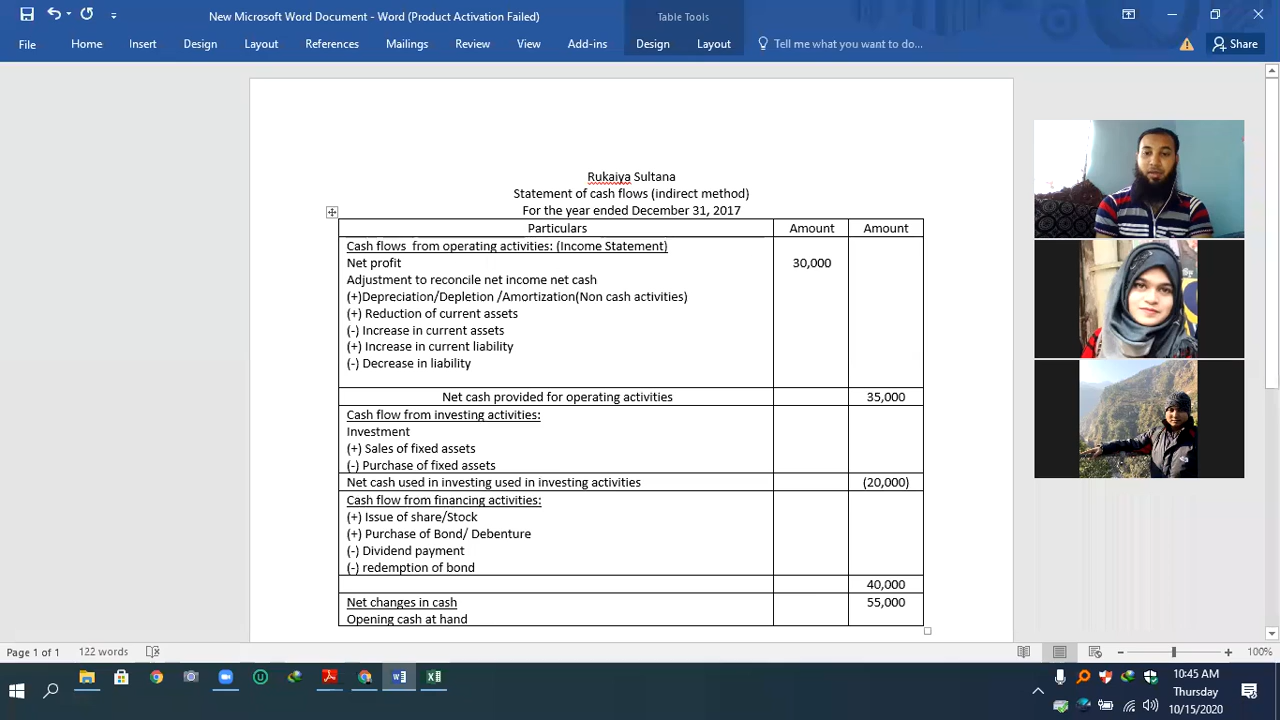 New Microsoft Word Document - Word (Product Activation Failed)
Table Tools
File Home Insert Design Layout References Mailings Review View Add-ins Design Layout Tell me what you want to do... Share
Rukaiya Sultana
Statement of cash flows (indirect method)
For the year ended December 31, 2017
Particulars Amount Amount
Cash flows from operating activities: (Income Statement)
Net profit 30,000
Adjustment to reconcile net income net cash
(+)Depreciation/Depletion /Amortization(Non cash activities)
(+) Reduction of current assets
(-) Increase in current assets
(+) Increase in current liability
(-) Decrease in liability
Net cash provided for operating activities 35,000
Cash flow from investing activities:
Investment
(+) Sales of fixed assets
(-) Purchase of fixed assets
Net cash used in investing used in investing activities (20,000)
Cash flow from financing activities:
(+) Issue of share/Stock
(+) Purchase of Bond/ Debenture
(-) Dividend payment
(-) redemption of bond
40,000
Net changes in cash 55,000
Opening cash at hand
Page 1 of 1 122 words 100%
10:45 AM
Thursday
10/15/2020